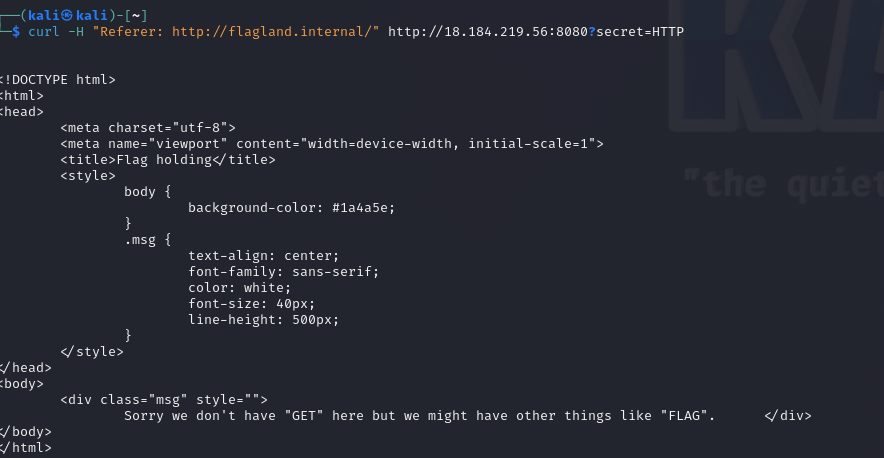 ┌──(kali㉿kali)-[~]
└─$ curl -H "Referer: http://flagland.internal/" http://18.184.219.56:8080?secret=HTTP
<!DOCTYPE html>
<html>
<head>
<meta charset="utf-8">
<meta name="viewport" content="width=device-width, initial-scale=1">
<title>Flag holding</title>
<style>
body {
background-color: #1a4a5e;
}
.msg {
text-align: center;
font-family: sans-serif;
color: white;
font-size: 40px;
line-height: 500px;
}
</style>
</head>
<body>
<div class="msg" style="">
Sorry we don't have "GET" here but we might have other things like "FLAG". </div>
</body>
</html>
KA
"the quiet